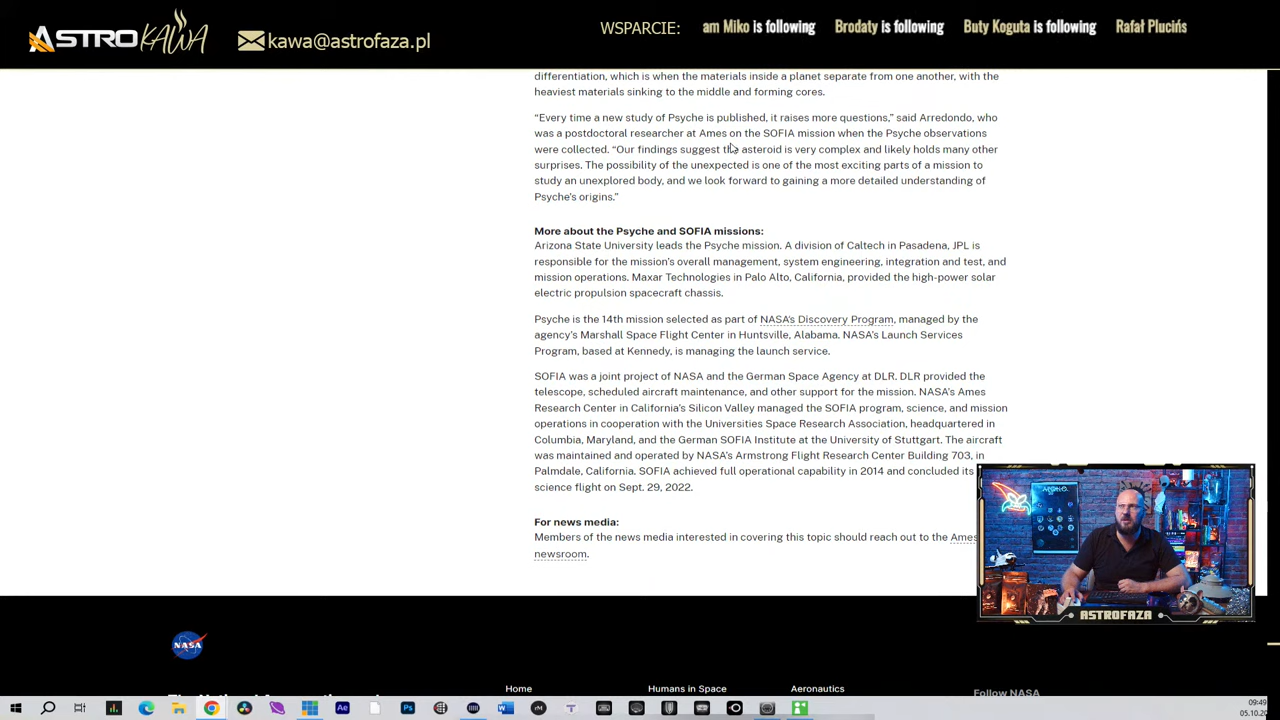 ASTROKAWA
kawa@astrofaza.pl
WSPARCIE: am Miko is following Brodaty is following Buty Koguta is following Rafał Plucińs
differentiation, which is when the materials inside a planet separate from one another, with the
heaviest materials sinking to the middle and forming cores.
“Every time a new study of Psyche is published, it raises more questions,” said Arredondo, who
was a postdoctoral researcher at Ames on the SOFIA mission when the Psyche observations
were collected. “Our findings suggest the asteroid is very complex and likely holds many other
surprises. The possibility of the unexpected is one of the most exciting parts of a mission to
study an unexplored body, and we look forward to gaining a more detailed understanding of
Psyche’s origins.”
More about the Psyche and SOFIA missions:
Arizona State University leads the Psyche mission. A division of Caltech in Pasadena, JPL is
responsible for the mission’s overall management, system engineering, integration and test, and
mission operations. Maxar Technologies in Palo Alto, California, provided the high-power solar
electric propulsion spacecraft chassis.
Psyche is the 14th mission selected as part of NASA’s Discovery Program, managed by the
agency’s Marshall Space Flight Center in Huntsville, Alabama. NASA’s Launch Services
Program, based at Kennedy, is managing the launch service.
SOFIA was a joint project of NASA and the German Space Agency at DLR. DLR provided the
telescope, scheduled aircraft maintenance, and other support for the mission. NASA’s Ames
Research Center in California’s Silicon Valley managed the SOFIA program, science, and mission
operations in cooperation with the Universities Space Research Association, headquartered in
Columbia, Maryland, and the German SOFIA Institute at the University of Stuttgart. The aircraft
was maintained and operated by NASA’s Armstrong Flight Research Center Building 703, in
Palmdale, California. SOFIA achieved full operational capability in 2014 and concluded its
science flight on Sept. 29, 2022.
For news media:
Members of the news media interested in covering this topic should reach out to the Ames
newsroom.
APOLLO
ASTROFAZA
NASA
Home
Humans in Space
Aeronautics
Follow NASA
09:49
05.10.20